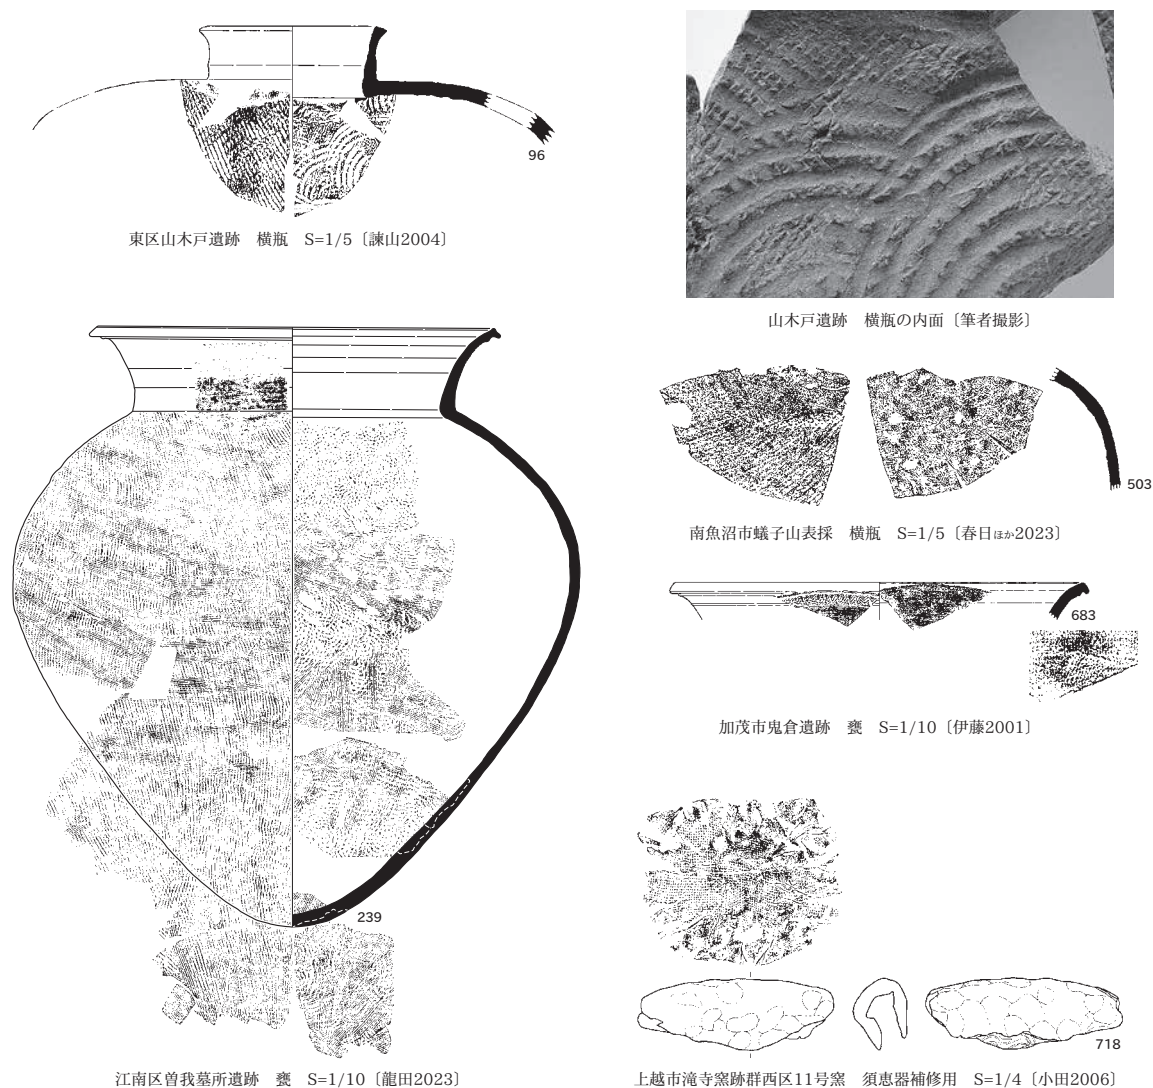 96
東区山木戸遺跡　横瓶　S=1/5〔諫山2004〕
山木戸遺跡　横瓶の内面〔筆者撮影〕
503
南魚沼市蟻子山表採　横瓶　S=1/5〔春日ほか2023〕
683
加茂市鬼倉遺跡　甕　S=1/10〔伊藤2001〕
239
江南区曽我墓所遺跡　甕　S=1/10〔龍田2023〕
718
上越市滝寺窯跡群西区11号窯　須恵器補修用　S=1/4〔小田2006〕